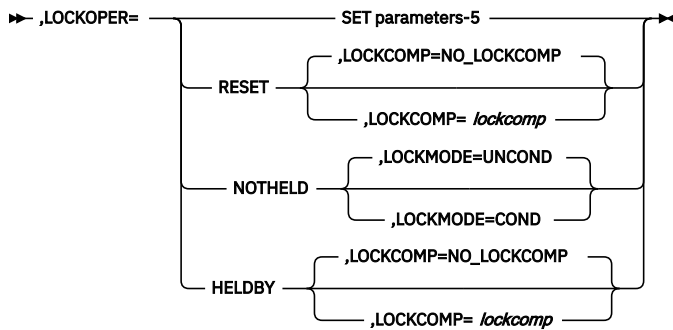 ,LOCKOPER= SET parameters-5
,LOCKCOMP=NO_LOCKCOMP
RESET
,LOCKCOMP= lockcomp
,LOCKMODE=UNCOND
NOTHELD
,LOCKMODE=COND
,LOCKCOMP=NO_LOCKCOMP
HELDBY
,LOCKCOMP= lockcomp